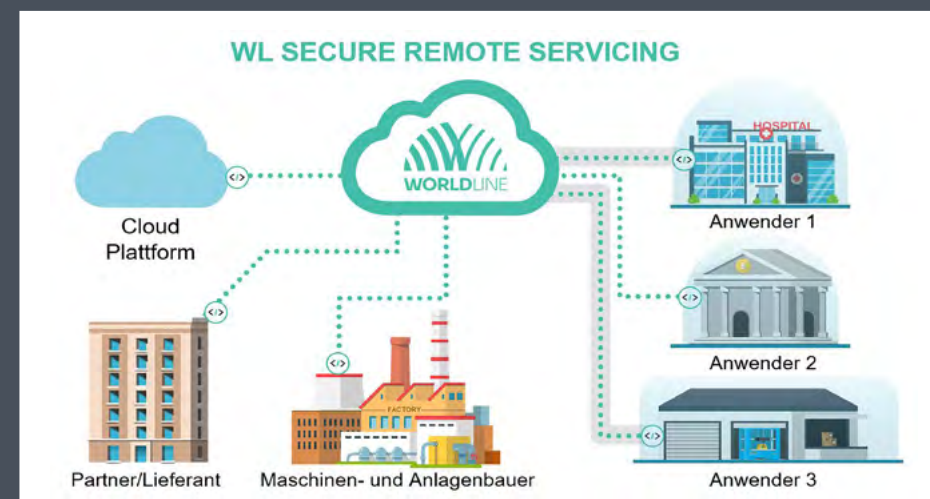 WL SECURE REMOTE SERVICING
WORLDLINE
HOSPITAL
</>
</>
Cloud
Plattform
Anwender 1
</>
</>
Anwender 2
</>
FACTORY
</>
Partner/Lieferant
Maschinen- und Anlagenbauer
Anwender 3